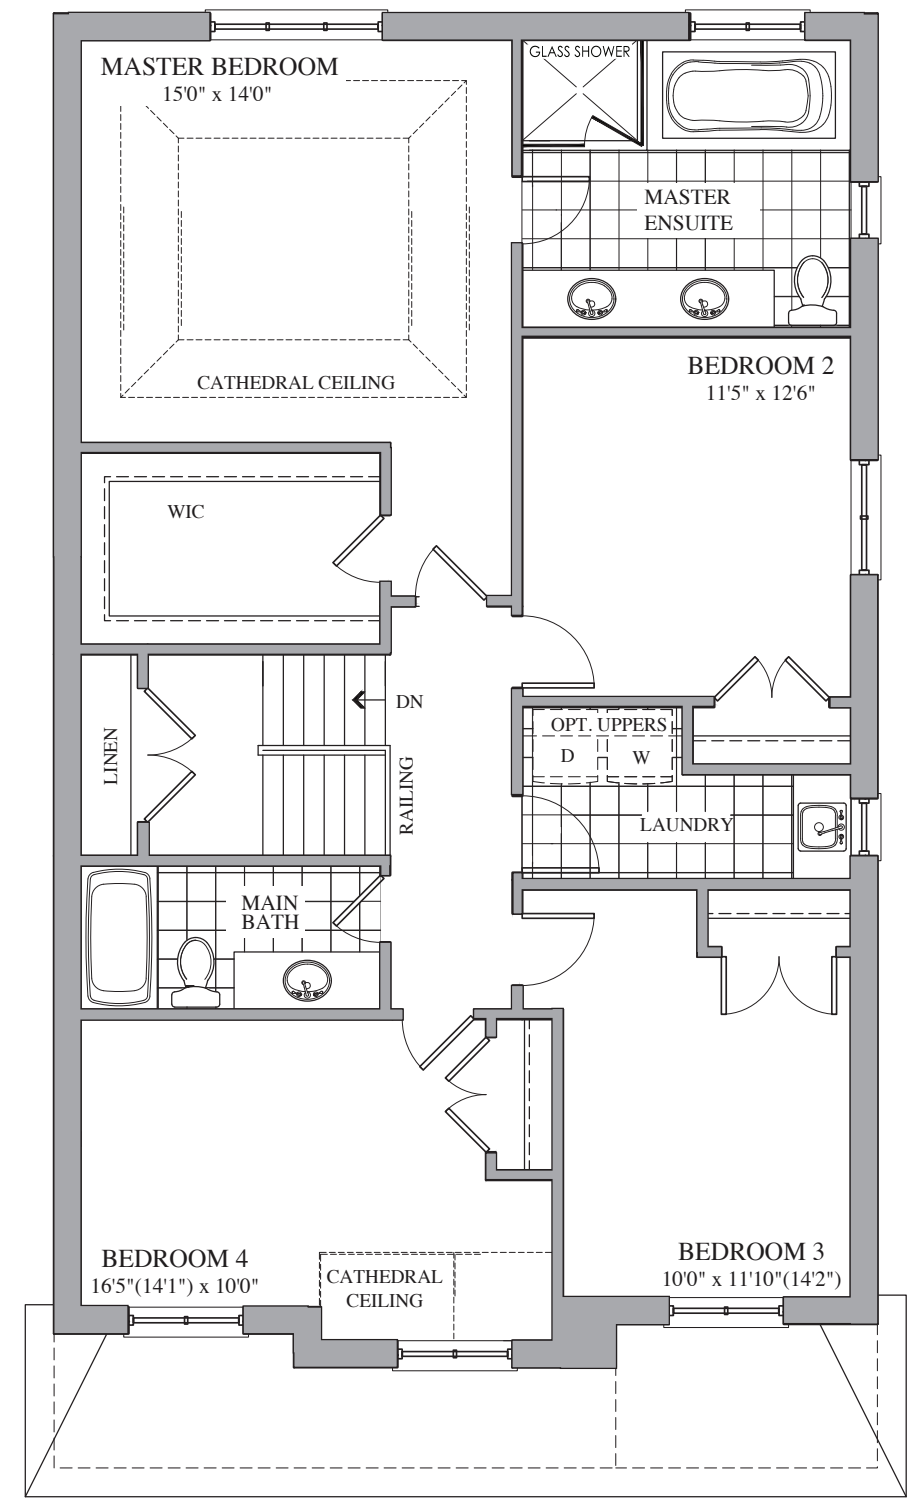 GLASS SHOWER
MASTER BEDROOM
15'0" x 14'0"
MASTER
ENSUITE
CATHEDRAL CEILING
BEDROOM 2
11'5" x 12'6"
WIC
DN
LINEN
RAILING
OPT. UPPERS
D
W
LAUNDRY
MAIN
BATH
BEDROOM 4
16'5"(14'1") x 10'0"
CATHEDRAL
CEILING
BEDROOM 3
10'0" x 11'10"(14'2")